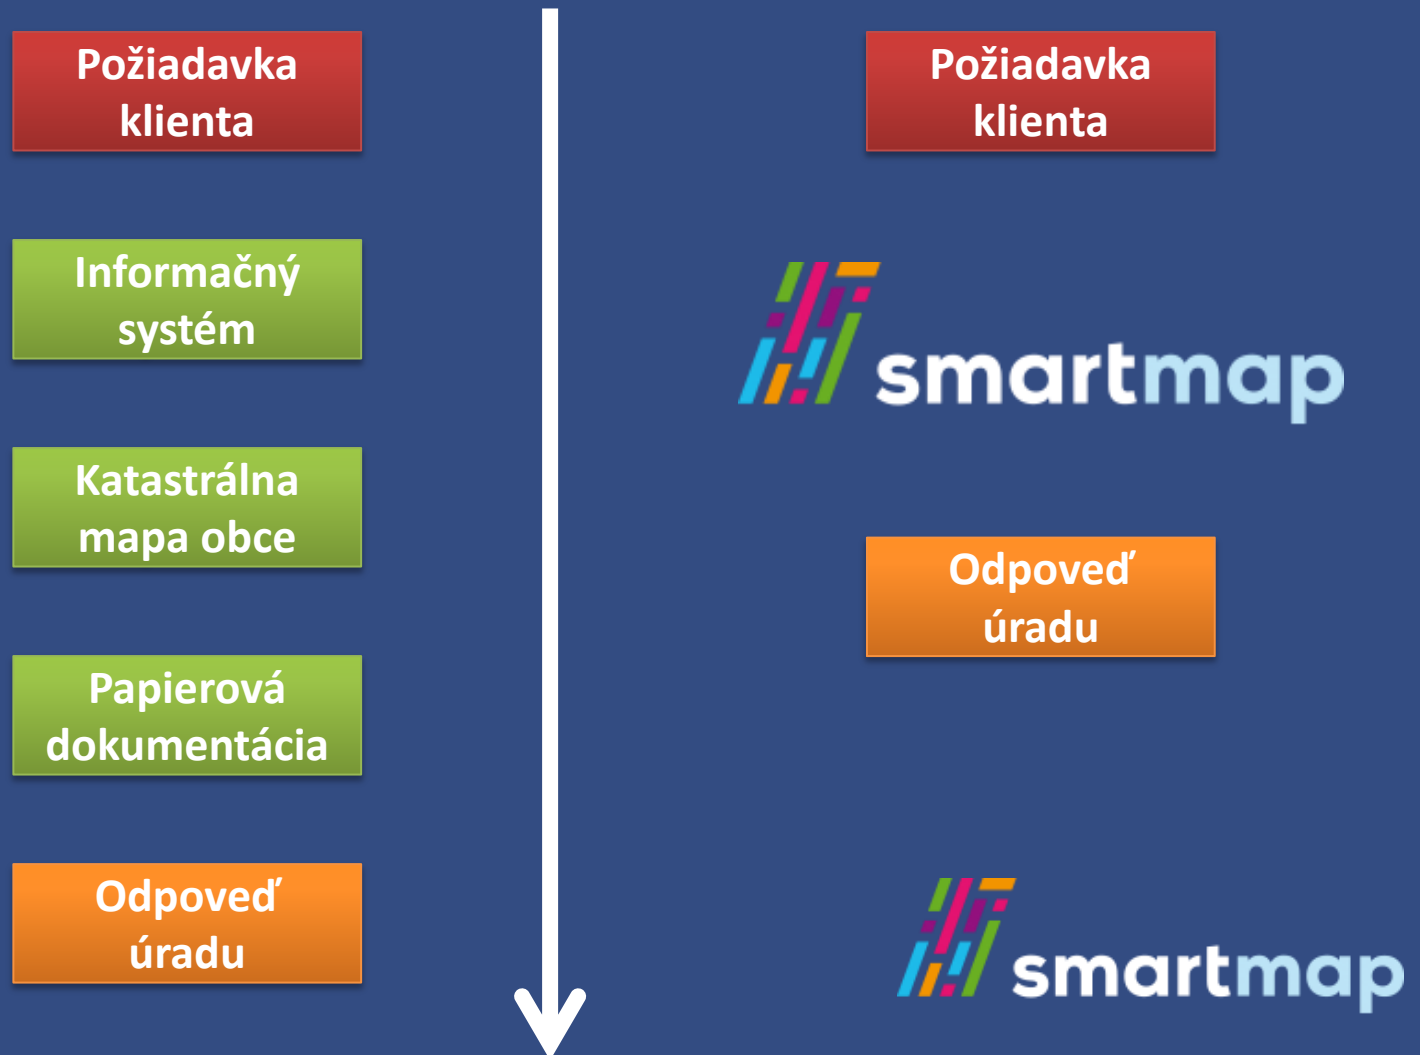 Požiadavka
klienta
Informačný
systém
Katastrálna
mapa obce
Papierová
dokumentácia
Odpoveď
úradu
Požiadavka
klienta
smartmap
Odpoveď
úradu
smartmap